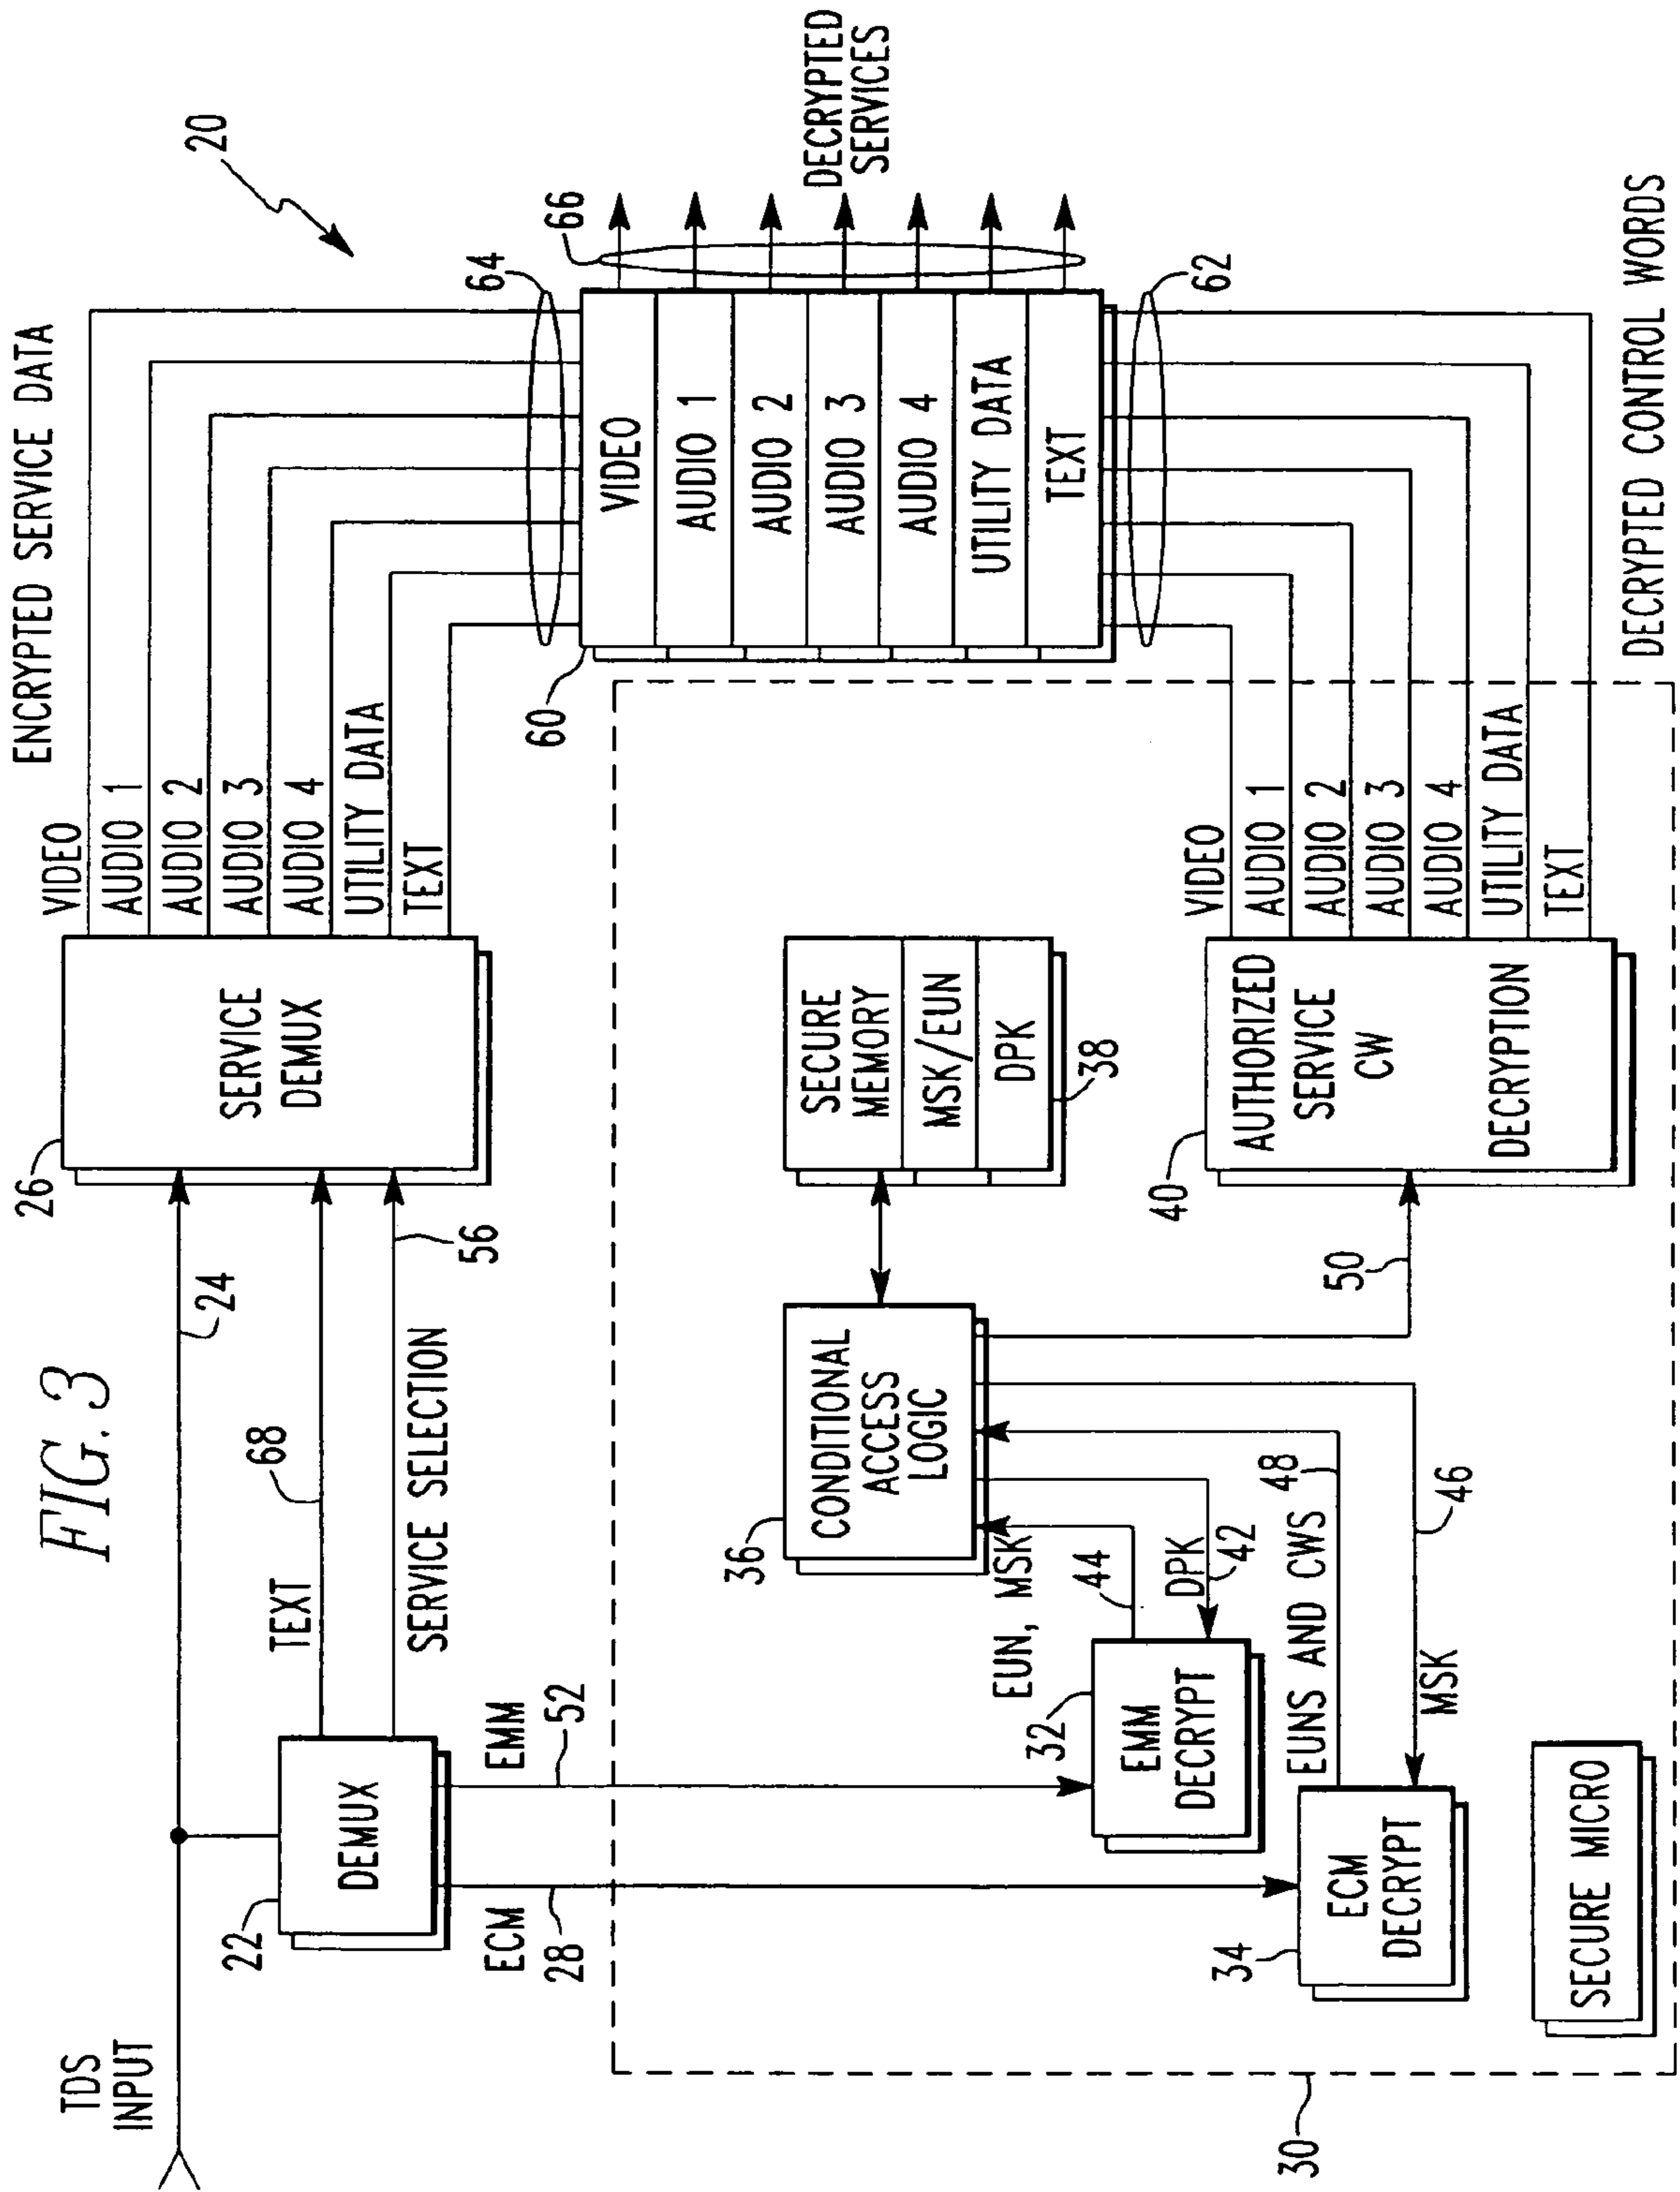 FIG. 3
20
TDS
INPUT
24
22
DEMUX
TEXT
68
SERVICE SELECTION
56
26
SERVICE
DEMUX
ENCRYPTED SERVICE DATA
VIDEO
AUDIO 1
AUDIO 2
AUDIO 3
AUDIO 4
UTILITY DATA
TEXT
ECM
28
EMM
52
64
60
VIDEO
AUDIO 1
AUDIO 2
AUDIO 3
AUDIO 4
UTILITY DATA
TEXT
66
DECRYPTED
SERVICES
62
30
36
CONDITIONAL
ACCESS
LOGIC
SECURE
MEMORY
MSK/EUN
DPK
38
EUN, MSK
44
DPK
42
32
EMM
DECRYPT
EUNS AND CWS
48
46
MSK
34
ECM
DECRYPT
50
40
AUTHORIZED
SERVICE
CW
DECRYPTION
VIDEO
AUDIO 1
AUDIO 2
AUDIO 3
AUDIO 4
UTILITY DATA
TEXT
DECRYPTED CONTROL WORDS
SECURE MICRO